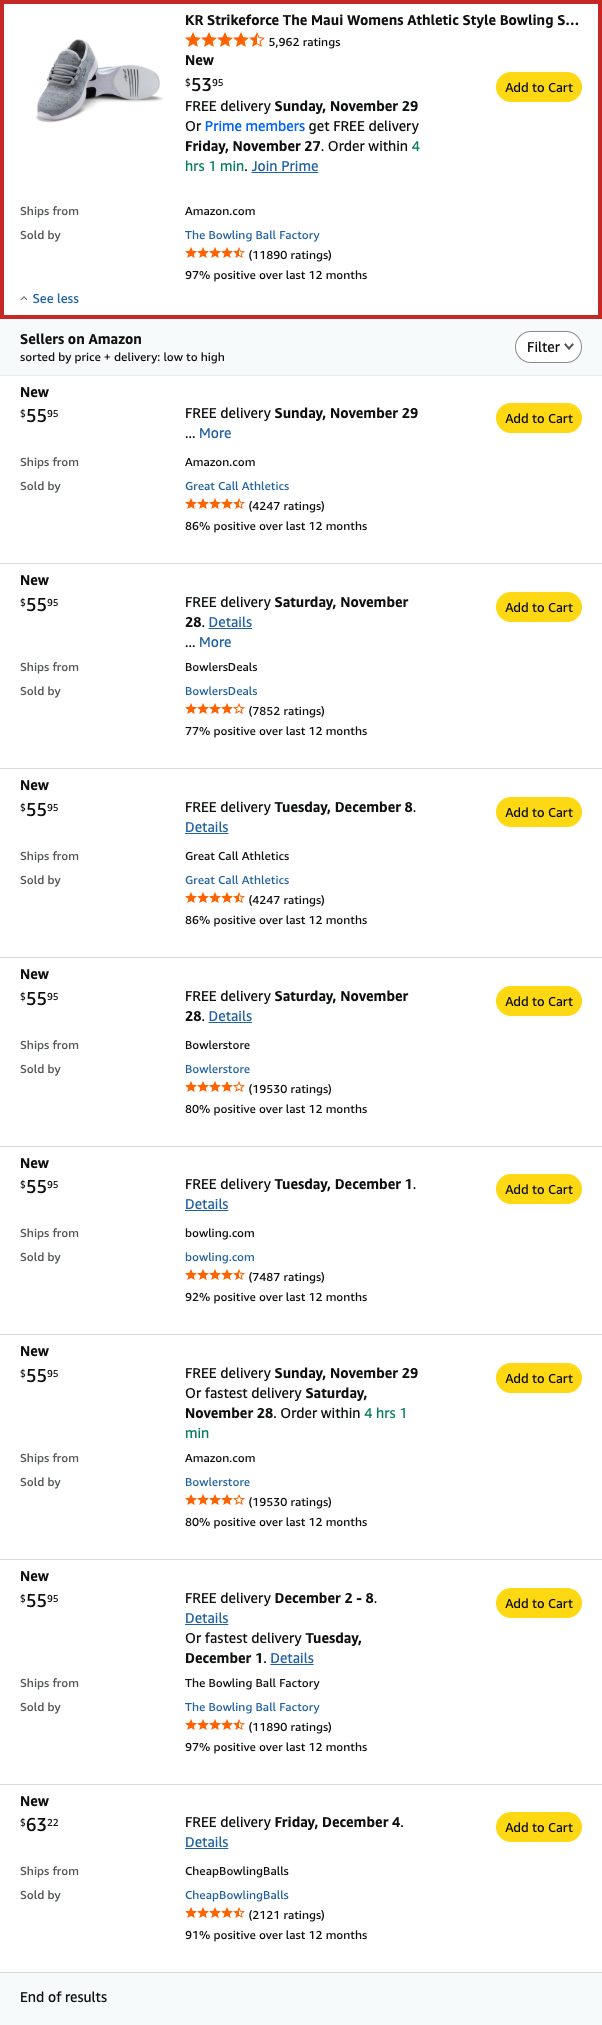 KR Strikeforce The Maui Womens Athletic Style Bowling S...
5,962 ratings
New
$53 95
FREE delivery Sunday, November 29
Or Prime members get FREE delivery
Friday, November 27. Order within 4
hrs 1 min. Join Prime
Add to Cart
Ships from Amazon.com
Sold by The Bowling Ball Factory
(11890 ratings)
97% positive over last 12 months
See less
Sellers on Amazon
sorted by price + delivery: low to high
Filter
New
$55 95
FREE delivery Sunday, November 29
... More
Add to Cart
Ships from Amazon.com
Sold by Great Call Athletics
(4247 ratings)
86% positive over last 12 months
New
$55 95
FREE delivery Saturday, November
28. Details
... More
Add to Cart
Ships from BowlersDeals
Sold by BowlersDeals
(7852 ratings)
77% positive over last 12 months
New
$55 95
FREE delivery Tuesday, December 8.
Details
Add to Cart
Ships from Great Call Athletics
Sold by Great Call Athletics
(4247 ratings)
86% positive over last 12 months
New
$55 95
FREE delivery Saturday, November
28. Details
Add to Cart
Ships from Bowlerstore
Sold by Bowlerstore
(19530 ratings)
80% positive over last 12 months
New
$55 95
FREE delivery Tuesday, December 1.
Details
Add to Cart
Ships from bowling.com
Sold by bowling.com
(7487 ratings)
92% positive over last 12 months
New
$55 95
FREE delivery Sunday, November 29
Or fastest delivery Saturday,
November 28. Order within 4 hrs 1
min
Add to Cart
Ships from Amazon.com
Sold by Bowlerstore
(19530 ratings)
80% positive over last 12 months
New
$55 95
FREE delivery December 2 - 8.
Details
Or fastest delivery Tuesday,
December 1. Details
Add to Cart
Ships from The Bowling Ball Factory
Sold by The Bowling Ball Factory
(11890 ratings)
97% positive over last 12 months
New
$63 22
FREE delivery Friday, December 4.
Details
Add to Cart
Ships from CheapBowlingBalls
Sold by CheapBowlingBalls
(2121 ratings)
91% positive over last 12 months
End of results